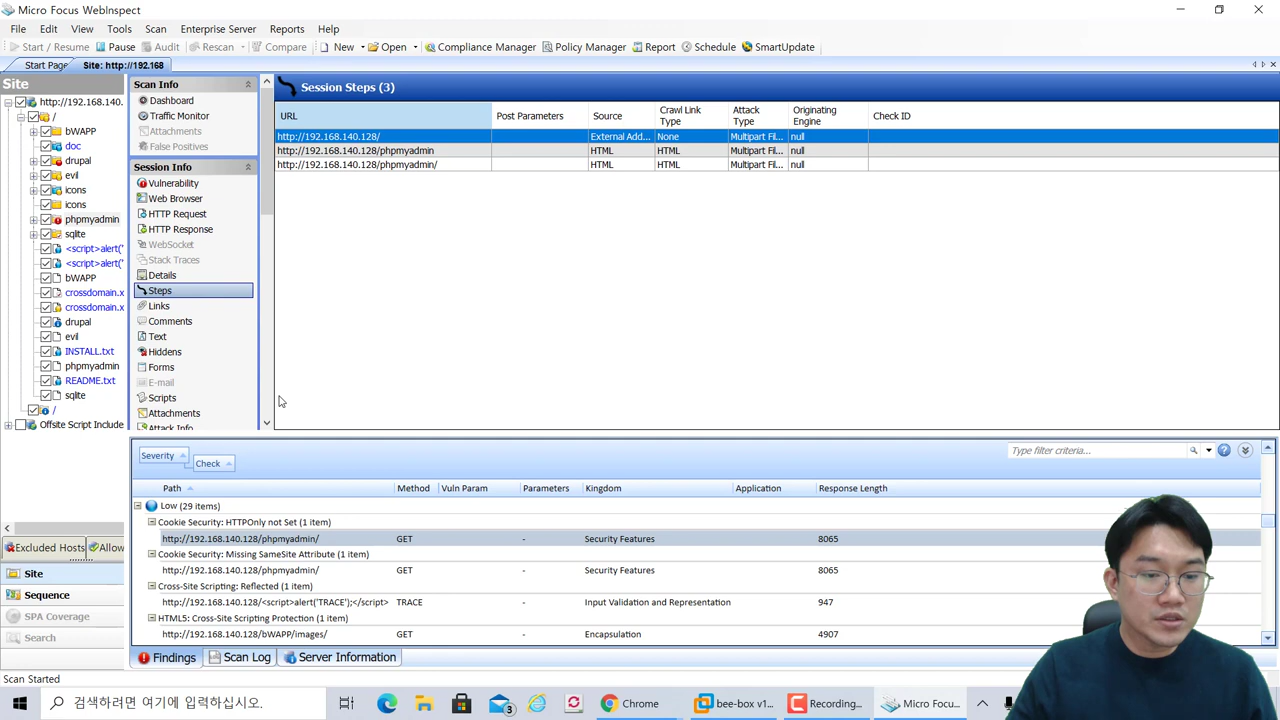 Micro Focus WebInspect
File Edit View Tools Scan Enterprise Server Reports Help
Start / Resume Pause Audit Rescan Compare New Open Compliance Manager Policy Manager Report Schedule SmartUpdate
Start Page Site: http://192.168
Site
http://192.168.140.
/
bWAPP
doc
drupal
evil
icons
icons
phpmyadmin
sqlite
<script>alert('
<script>alert('
bWAPP
crossdomain.x
crossdomain.x
drupal
evil
INSTALL.txt
phpmyadmin
README.txt
sqlite
/
Offsite Script Include
Excluded Hosts Allow
Site
Sequence
SPA Coverage
Search
Scan Info
Dashboard
Traffic Monitor
Attachments
False Positives
Session Info
Vulnerability
Web Browser
HTTP Request
HTTP Response
WebSocket
Stack Traces
Details
Steps
Links
Comments
Text
Hiddens
Forms
E-mail
Scripts
Attachments
Attack Info
Session Steps (3)
URL Post Parameters Source Crawl Link Type Attack Type Originating Engine Check ID
http://192.168.140.128/ External Add... None Multipart Fil... null
http://192.168.140.128/phpmyadmin HTML HTML Multipart Fil... null
http://192.168.140.128/phpmyadmin/ HTML HTML Multipart Fil... null
Severity
Check
Type filter criteria...
Path Method Vuln Param Parameters Kingdom Application Response Length
Low (29 items)
Cookie Security: HTTPOnly not Set (1 item)
http://192.168.140.128/phpmyadmin/ GET - Security Features 8065
Cookie Security: Missing SameSite Attribute (1 item)
http://192.168.140.128/phpmyadmin/ GET - Security Features 8065
Cross-Site Scripting: Reflected (1 item)
http://192.168.140.128/<script>alert('TRACE');</script> TRACE - Input Validation and Representation 947
HTML5: Cross-Site Scripting Protection (1 item)
http://192.168.140.128/bWAPP/images/ GET - Encapsulation 4907
Findings Scan Log Server Information
Scan Started
검색하려면 여기에 입력하십시오.
3
Chrome
bee-box v1...
Recording...
Micro Focu...